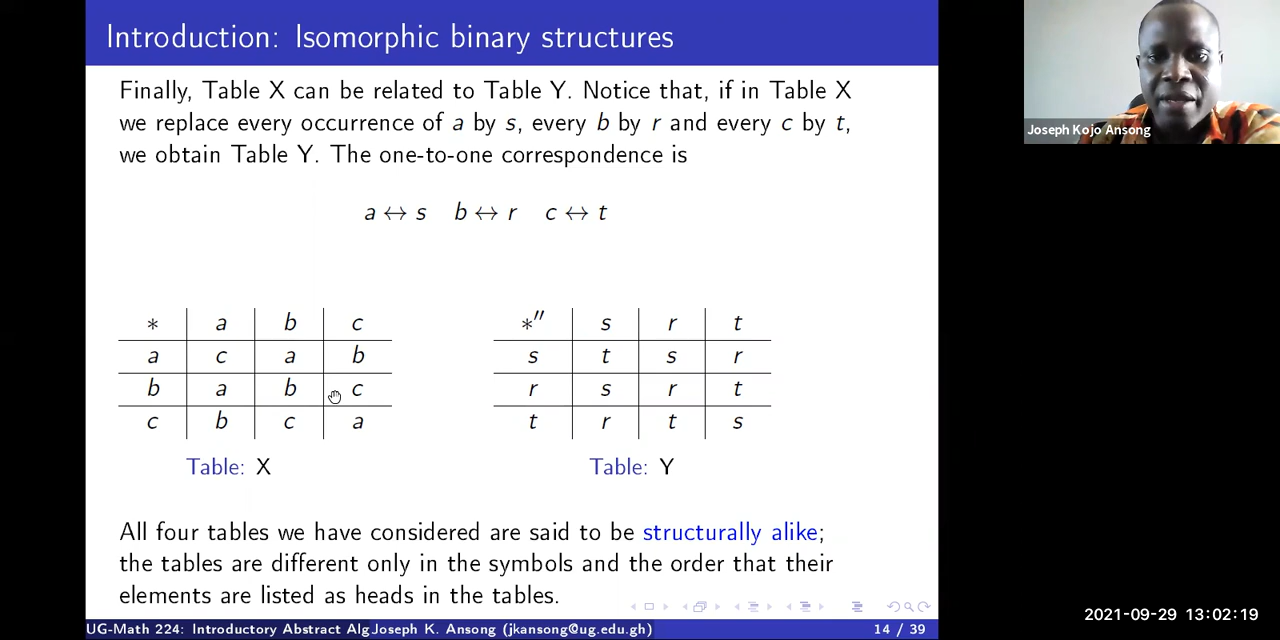 Introduction: Isomorphic binary structures
Finally, Table X can be related to Table Y. Notice that, if in Table X
we replace every occurrence of a by s, every b by r and every c by t,
we obtain Table Y. The one-to-one correspondence is
a ↔ s b ↔ r c ↔ t
* a b c
a c a b
b a b c
c b c a
Table: X
*′′ s r t
s t s r
r s r t
t r t s
Table: Y
All four tables we have considered are said to be structurally alike;
the tables are different only in the symbols and the order that their
elements are listed as heads in the tables.
UG-Math 224: Introductory Abstract Alg Joseph K. Ansong (jkansong@ug.edu.gh) 14 / 39
Joseph Kojo Ansong
2021-09-29 13:02:19